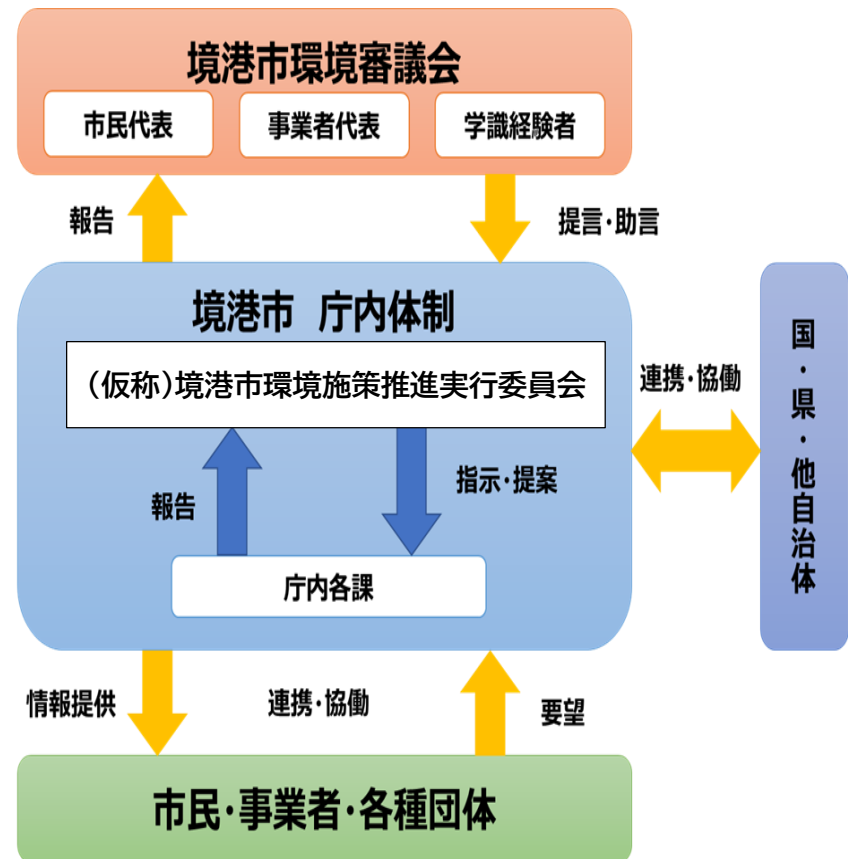 境港市環境審議会
市民代表
事業者代表
学識経験者
報告
提言・助言
境港市 庁内体制
（仮称）境港市環境施策推進実行委員会
連携・協働
国・県・他自治体
指示・提案
報告
庁内各課
情報提供
連携・協働
要望
市民・事業者・各種団体